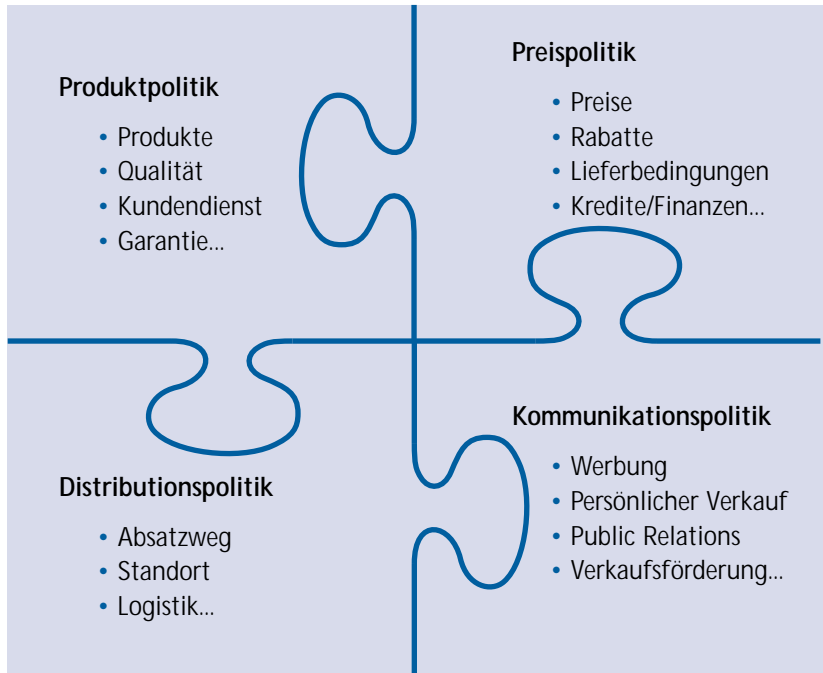 Produktpolitik
• Produkte
• Qualität
• Kundendienst
• Garantie...
Preispolitik
• Preise
• Rabatte
• Lieferbedingungen
• Kredite/Finanzen...
Distributionspolitik
• Absatzweg
• Standort
• Logistik...
Kommunikationspolitik
• Werbung
• Persönlicher Verkauf
• Public Relations
• Verkaufsförderung...